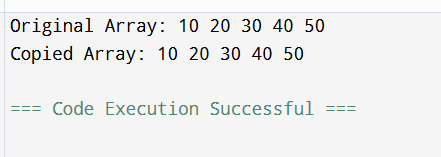 Original Array: 10 20 30 40 50
Copied Array: 10 20 30 40 50
=== Code Execution Successful ===